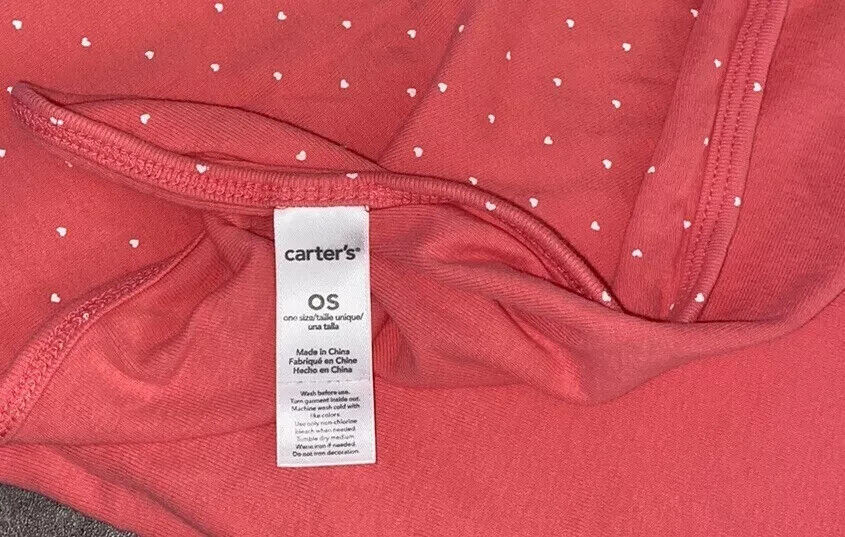 carter's®
OS
one size/taille unique/
una talla
Made in China
Fabriqué en Chine
Hecho en China
Wash before use.
Turn garment inside out.
Machine wash cold with
like colors.
Use only non-chlorine
bleach when needed.
Tumble dry medium.
Warm iron if needed.
Do not iron decoration.